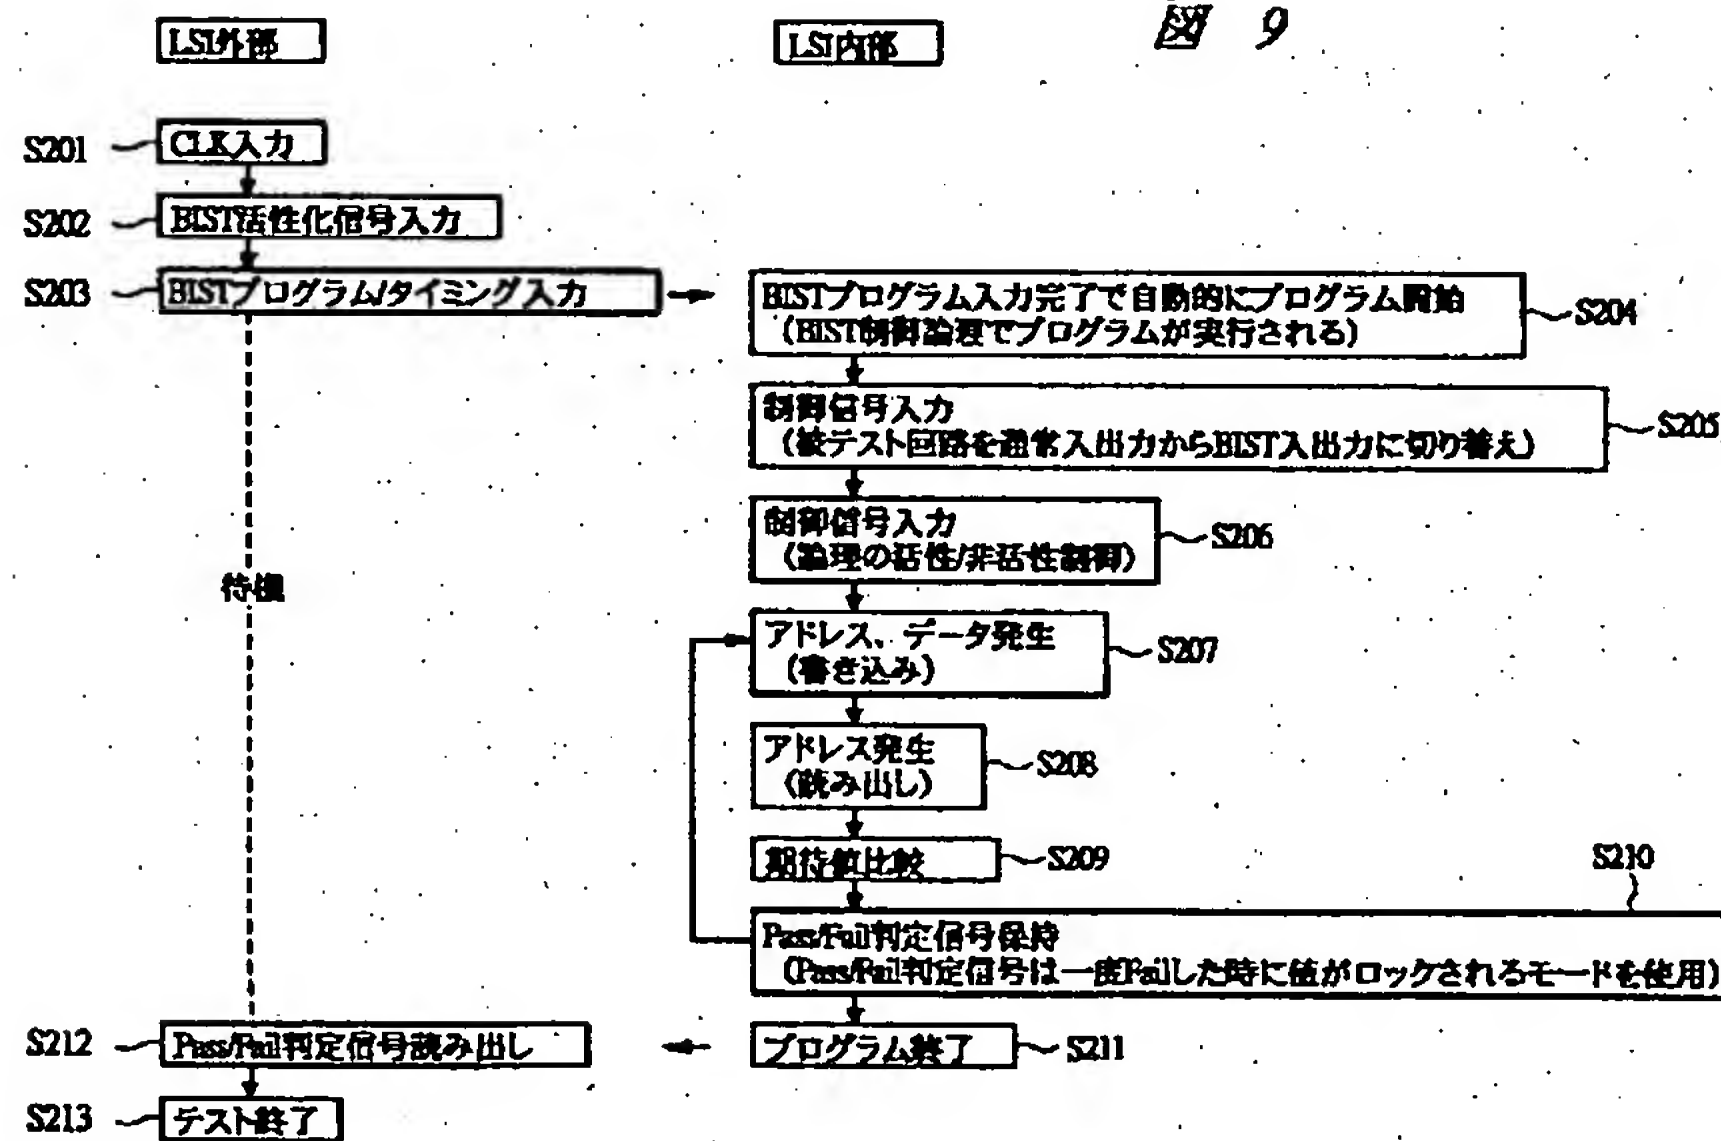 図 9
LSI外部
LSI内部
S201
CLK入力
S202
BIST活性化信号入力
S203
BISTプログラム/タイミング入力
BISTプログラム入力完了で自動的にプログラム開始
(BIST制御論理でプログラムが実行される)
S204
制御信号入力
(被テスト回路を通常入出力からBIST入出力に切り替え)
S205
制御信号入力
(論理の活性/非活性制御)
S206
待機
アドレス、データ発生
(書き込み)
S207
アドレス発生
(読み出し)
S208
期待値比較
S209
S210
Pass/Fail判定信号保持
(Pass/Fail判定信号は一度Failした時に値がロックされるモードを使用)
S212
Pass/Fail判定信号読み出し
プログラム終了
S211
S213
テスト終了